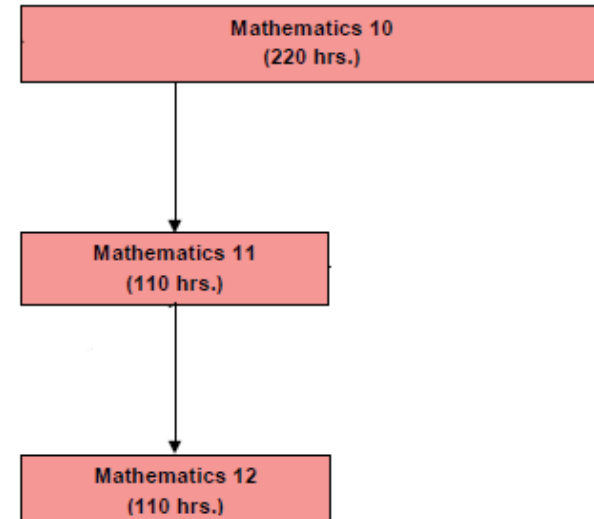 Mathematics 10
(220 hrs.)
Mathematics 11
(110 hrs.)
Mathematics 12
(110 hrs.)